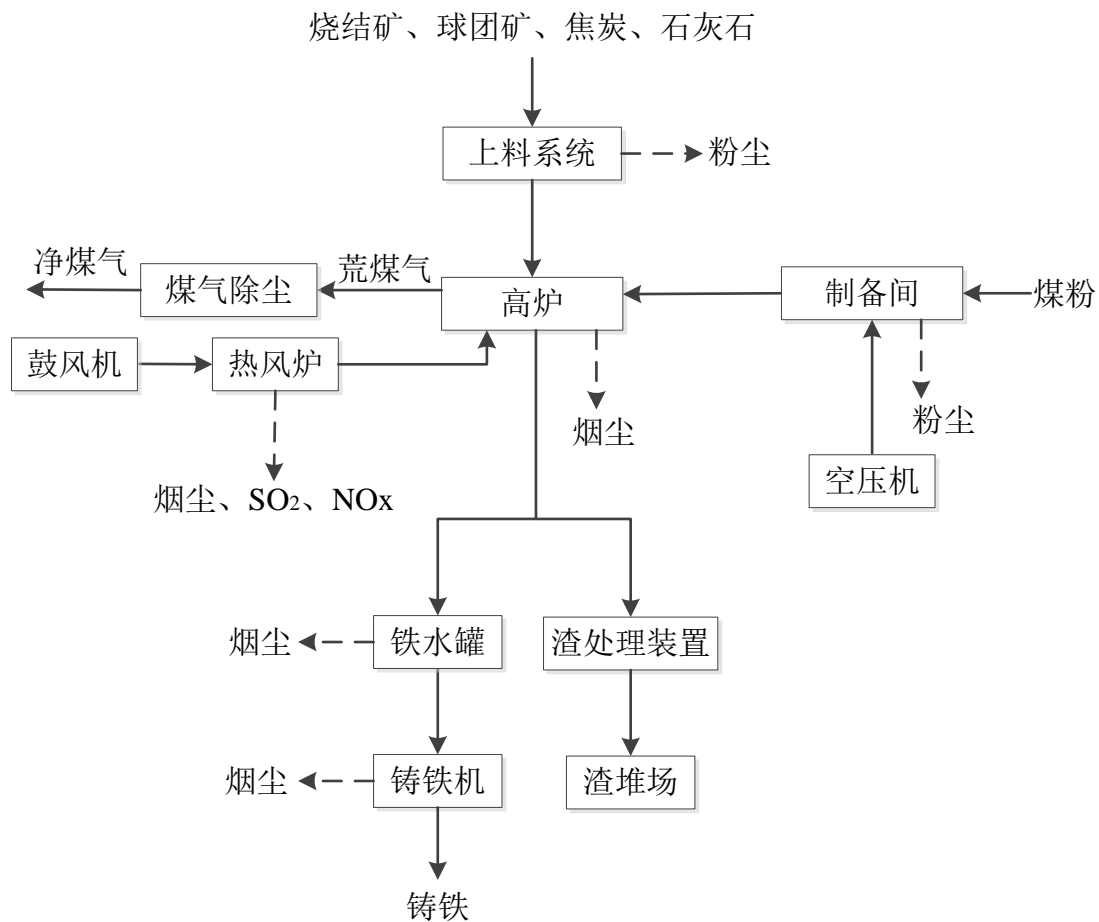 烧结矿、球团矿、焦炭、石灰石
上料系统
粉尘
净煤气
煤气除尘
荒煤气
高炉
制备间
煤粉
鼓风机
热风炉
烟尘
粉尘
空压机
烟尘、SO2、NOx
烟尘
铁水罐
渣处理装置
烟尘
铸铁机
渣堆场
铸铁